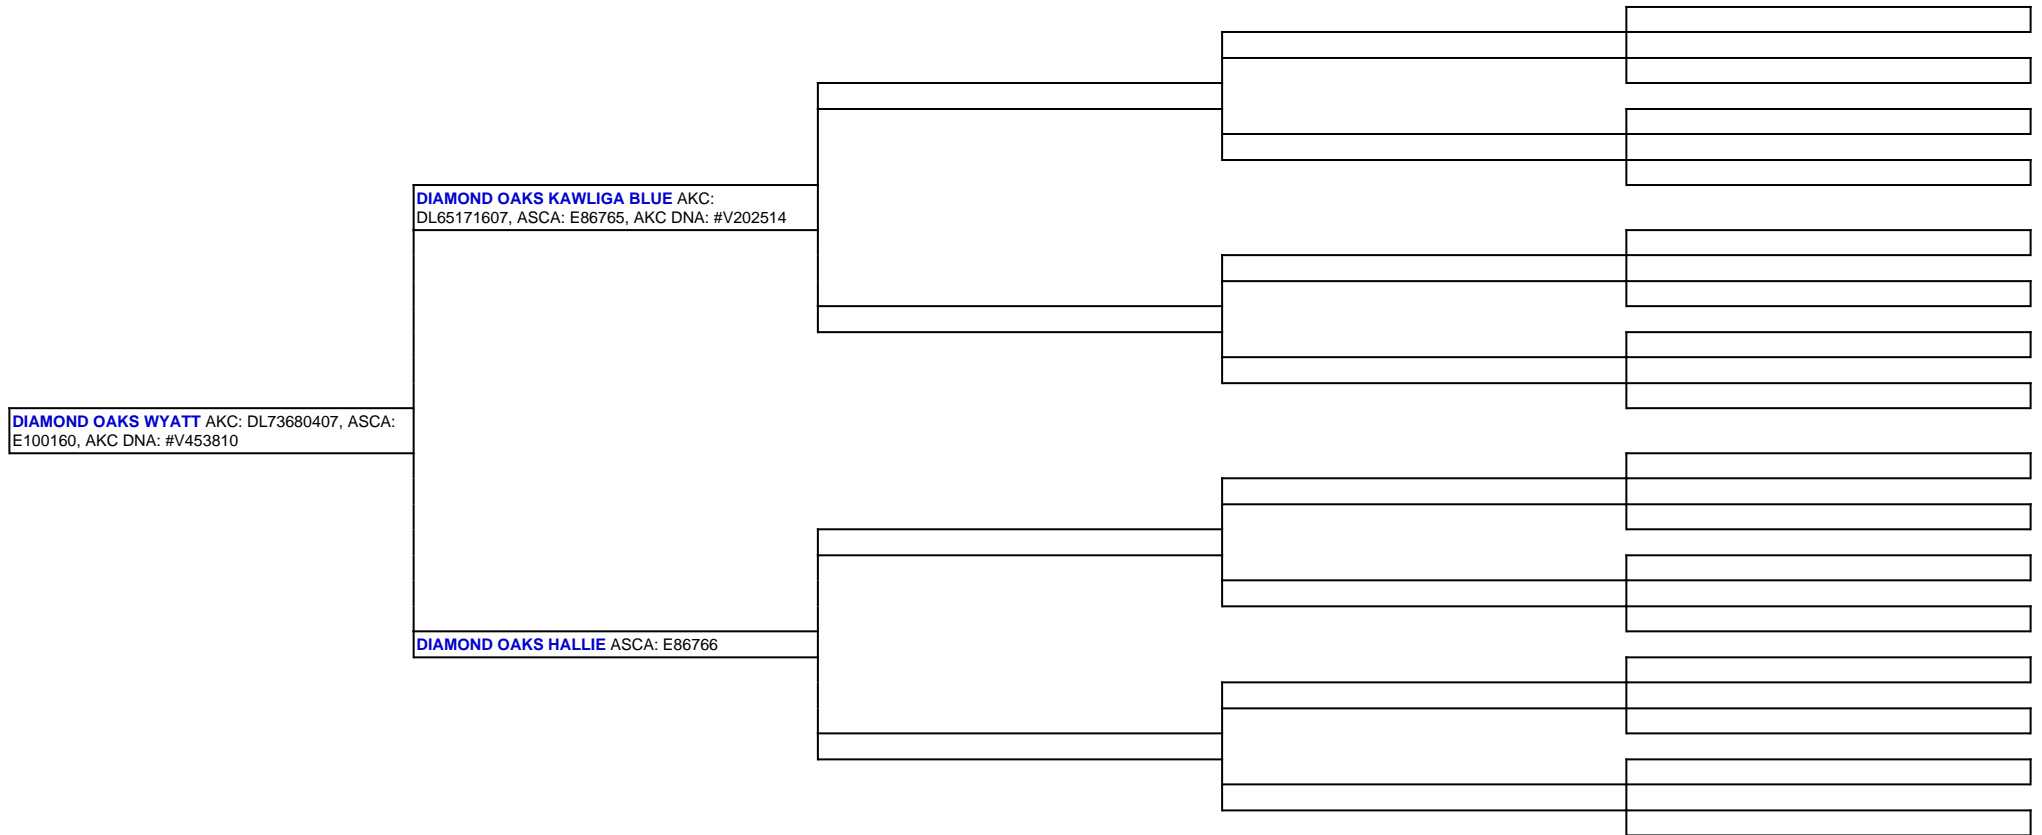 DIAMOND OAKS KAWLIGA BLUE AKC:
DL65171607, ASCA: E86765, AKC DNA: #V202514
DIAMOND OAKS WYATT AKC: DL73680407, ASCA:
E100160, AKC DNA: #V453810
DIAMOND OAKS HALLIE ASCA: E86766